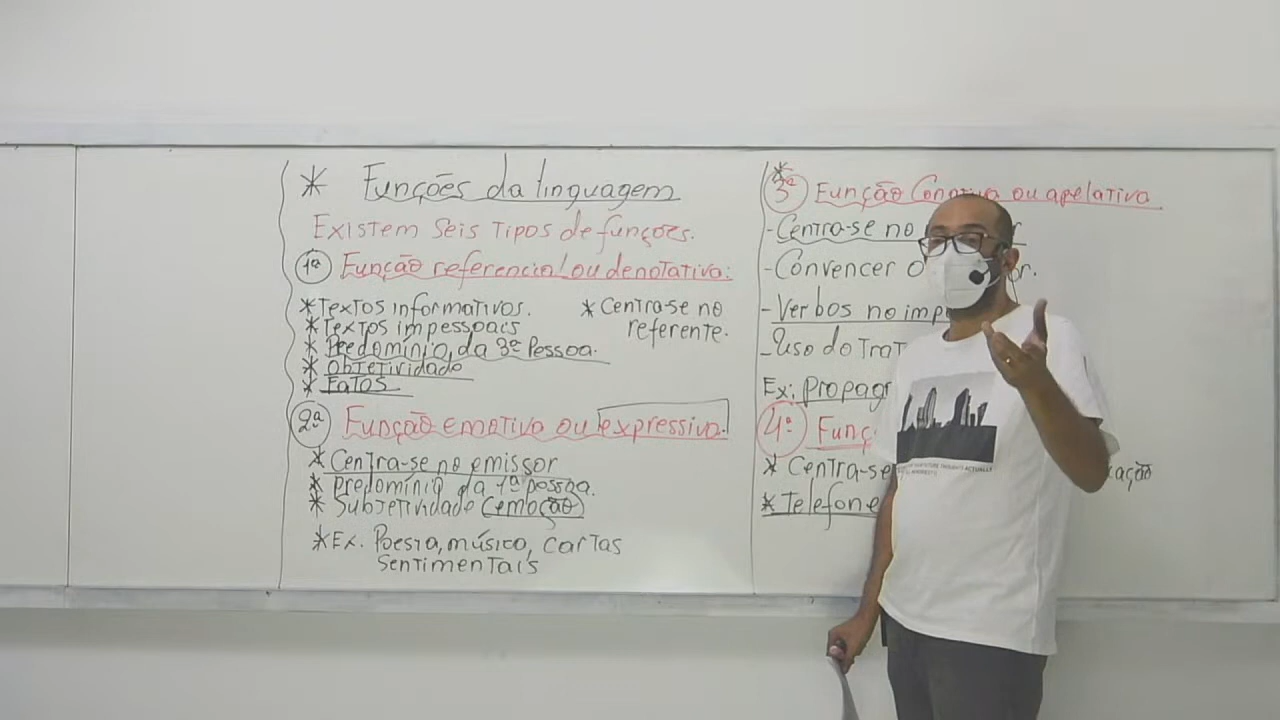 * Funções da linguagem
Existem seis tipos de funções.
1ª Função referencial ou denotativa:
* Textos informativos.
* Textos impessoais
* Predomínio da 3ª Pessoa.
* Objetividade
* Fatos
* Centra-se no
referente.
2ª Função emotiva ou expressiva.
* Centra-se no emissor
* Predomínio da 1ª pessoa.
* Subjetividade (emoção)
* Ex. Poesia, músico, cartas
sentimentais
* 3ª Função Conativa ou apelativa
- Centra-se no
- Convencer o
- Verbos no imp
- Uso do Trat
Ex: Propag
4ª Funç
* Centra-se cação
* Telefone